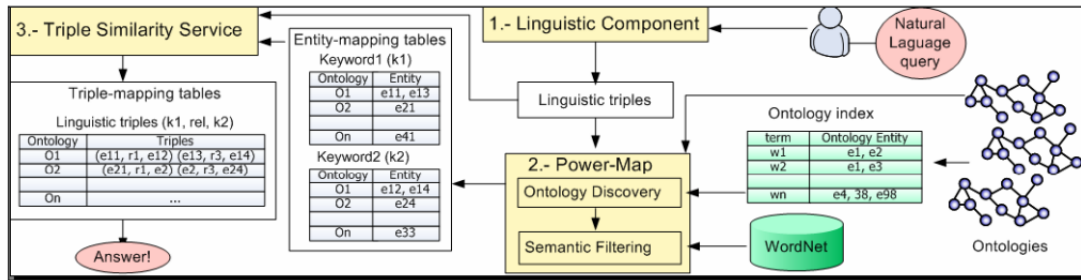 3.- Triple Similarity Service
Triple-mapping tables
Linguistic triples (k1, rel, k2)
Ontology Triples
O1 (e11, r1, e12) (e13, r3, e14)
O2 (e21, r1, e2) (e2, r3, e24)
On ...
Answer!
Entity-mapping tables
Keyword1 (k1)
Ontology Entity
O1 e11, e13
O2 e21
On e41
Keyword2 (k2)
Ontology Entity
O1 e12, e14
O2 e24
On e33
1.- Linguistic Component
Linguistic triples
2.- Power-Map
Ontology Discovery
Semantic Filtering
Natural
Laguage
query
Ontology index
term Ontology Entity
w1 e1, e2
w2 e1, e3
wn e4, 38, e98
WordNet
Ontologies